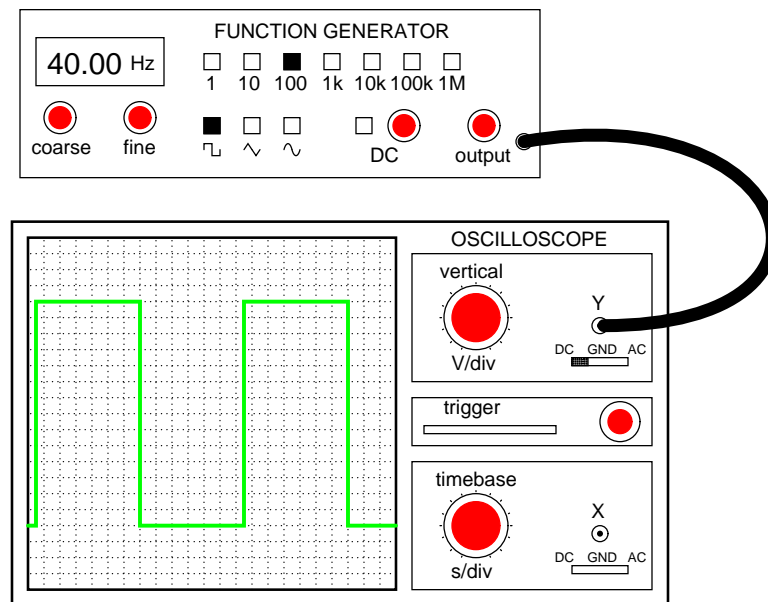 FUNCTION GENERATOR
40.00 Hz
1 10 100 1k 10k 100k 1M
coarse fine DC output
OSCILLOSCOPE
vertical
Y
DC GND AC
V/div
trigger
timebase
X
DC GND AC
s/div